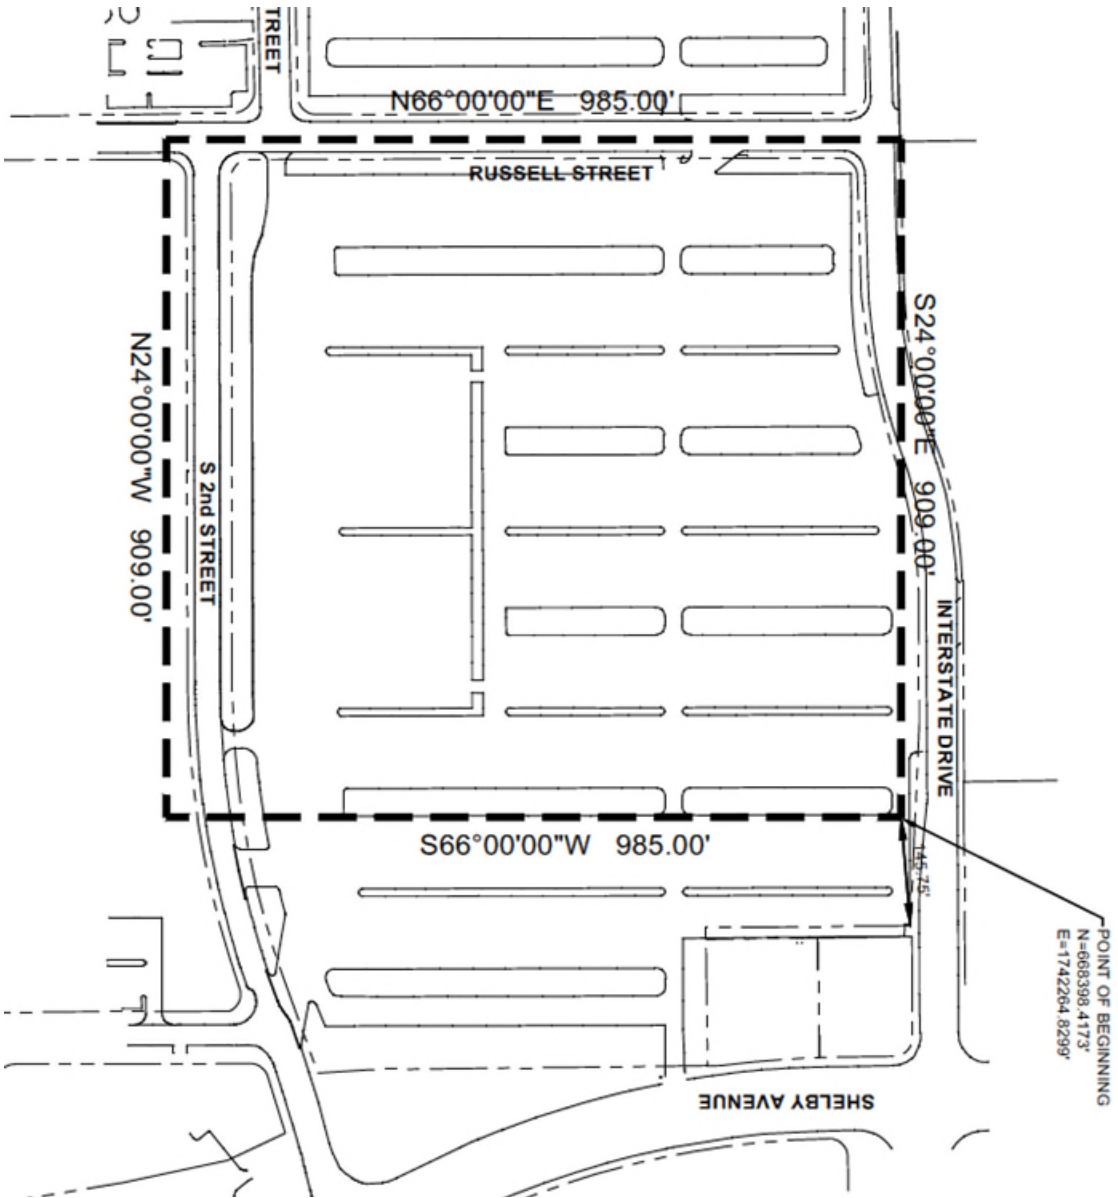 TREET
N66°00'00"E 985.00'
RUSSELL STREET
S24°00'00"E 909.00'
N24°00'00"W 909.00'
S 2nd STREET
INTERSTATE DRIVE
S66°00'00"W 985.00'
145.75'
POINT OF BEGINNING
N=668398.4173'
E=1742264.8299'
SHELBY AVENUE